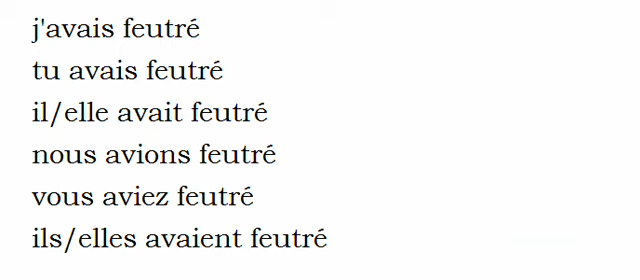 j'avais feutré
tu avais feutré
il/elle avait feutré
nous avions feutré
vous aviez feutré
ils/elles avaient feutré